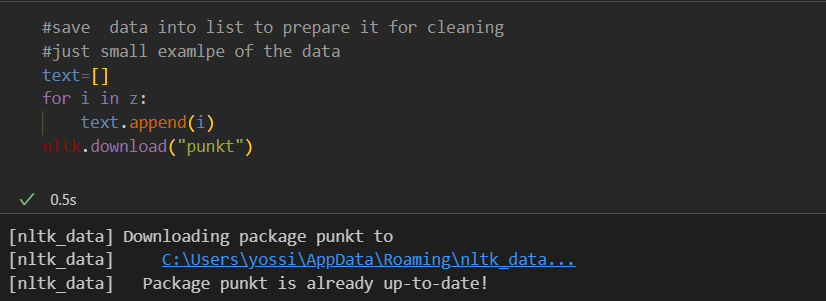 #save  data into list to prepare it for cleaning
#just small examlpe of the data
text=[]
for i in z:
    text.append(i)
nltk.download("punkt")
0.5s
[nltk_data] Downloading package punkt to
[nltk_data]     C:\Users\yossi\AppData\Roaming\nltk_data...
[nltk_data]   Package punkt is already up-to-date!